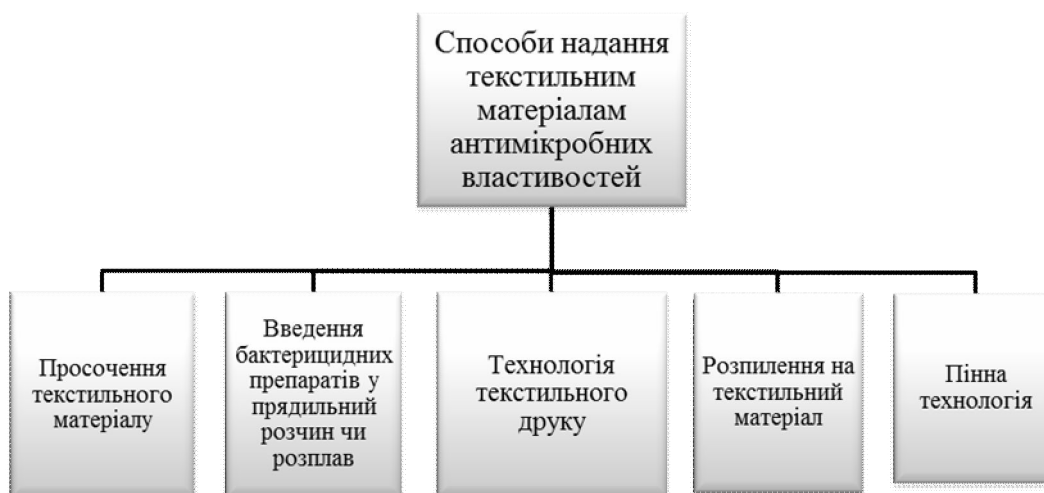 Способи надання
текстильним
матеріалам
антимікробних
властивостей
Просочення
текстильного
матеріалу
Введення
бактерицидних
препаратів у
прядильний
розчин чи
розплав
Технологія
текстильного
друку
Розпилення на
текстильний
матеріал
Пінна
технологія